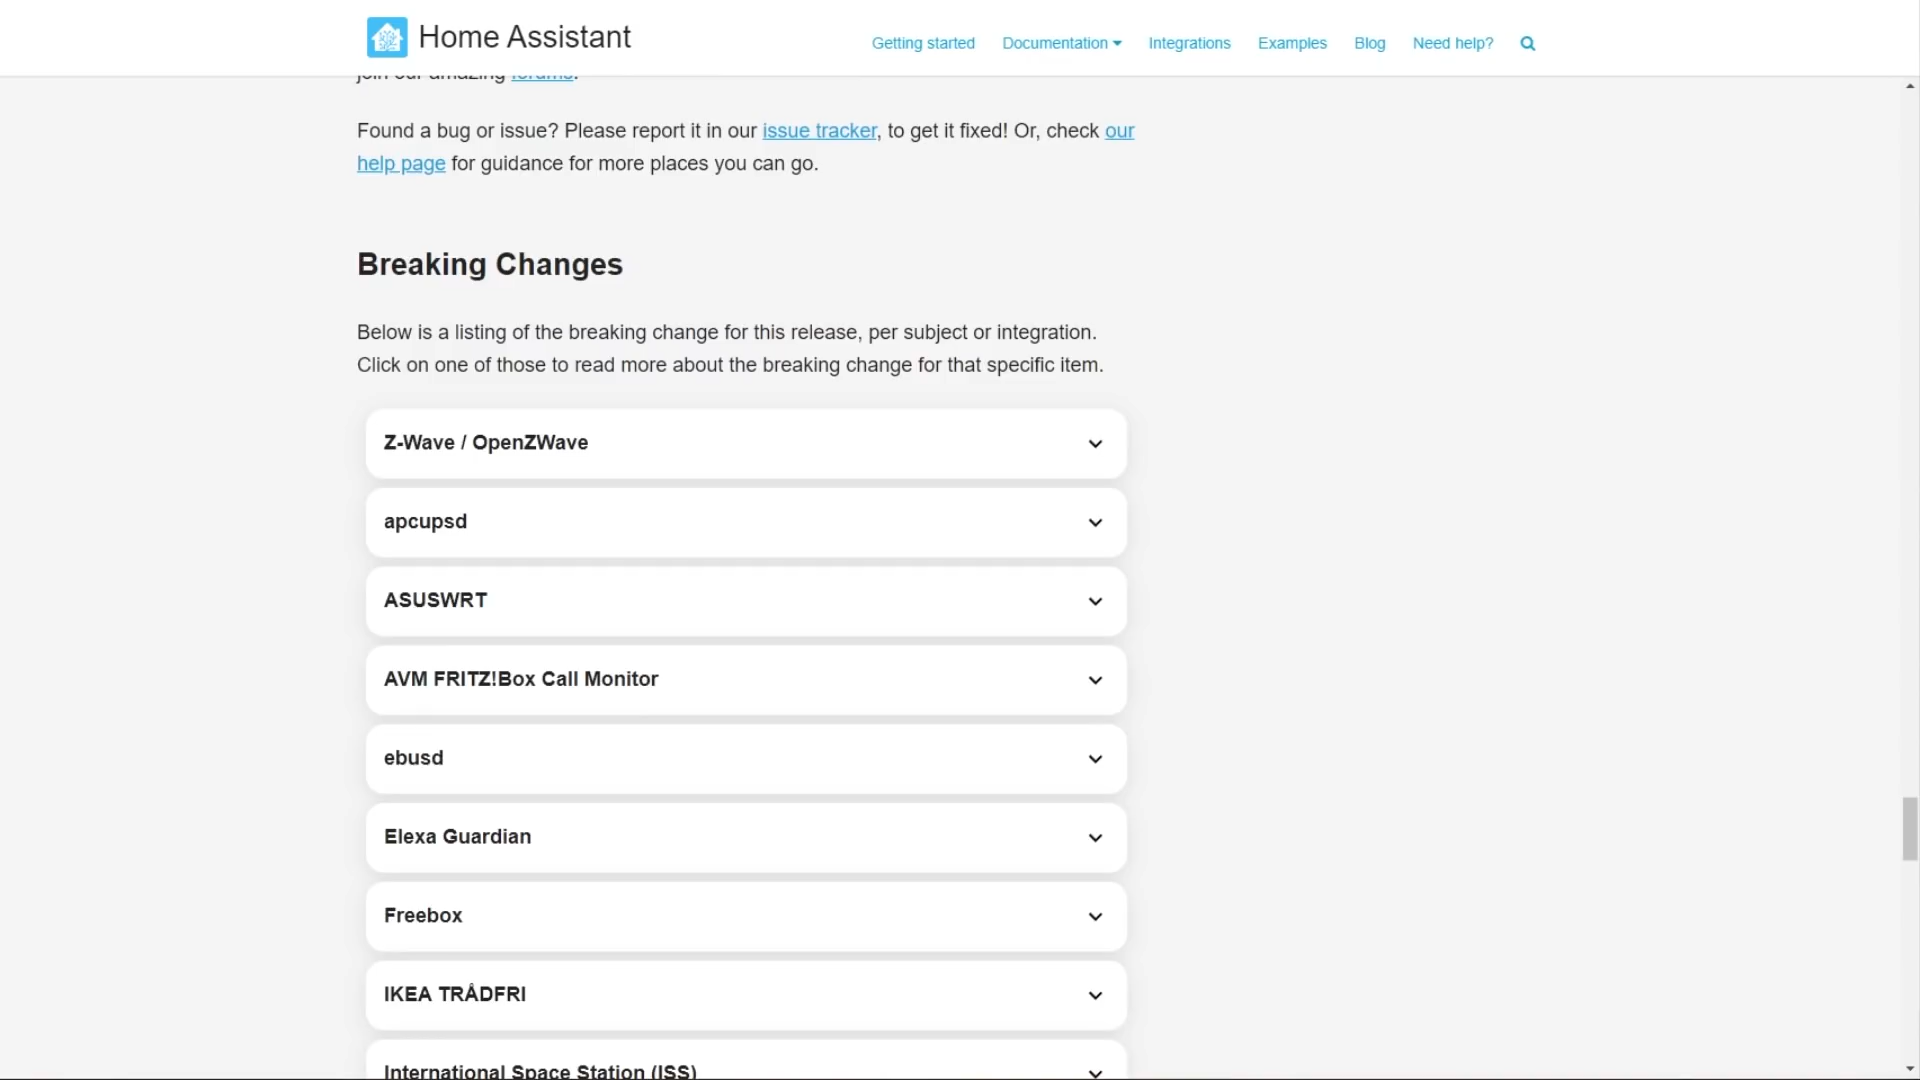 Home Assistant
Getting started
Documentation
Integrations
Examples
Blog
Need help?
join our amazing forums.
Found a bug or issue? Please report it in our issue tracker, to get it fixed! Or, check our
help page for guidance for more places you can go.
Breaking Changes
Below is a listing of the breaking change for this release, per subject or integration.
Click on one of those to read more about the breaking change for that specific item.
Z-Wave / OpenZWave
apcupsd
ASUSWRT
AVM FRITZ!Box Call Monitor
ebusd
Elexa Guardian
Freebox
IKEA TRÅDFRI
International Space Station (ISS)